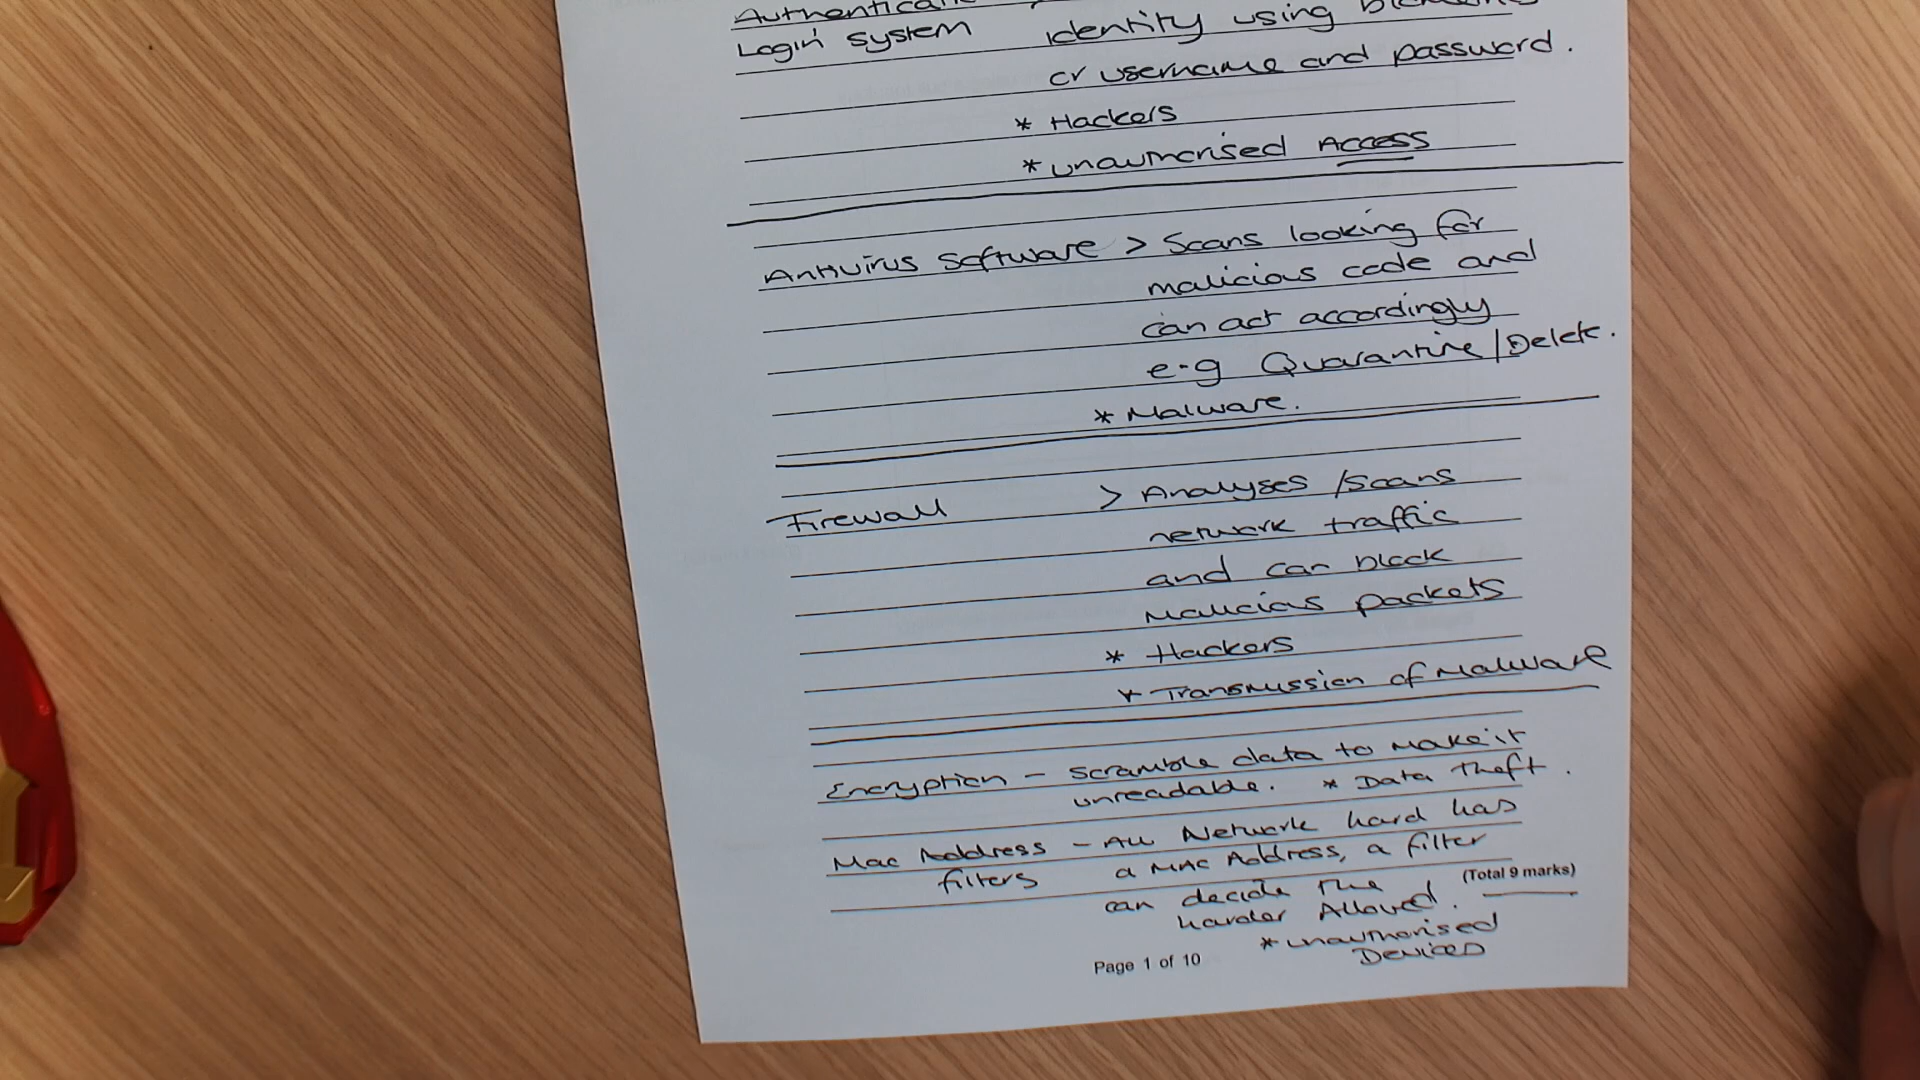 Login system
identity using
or username and password.
* Hackers
* unauthorised Access
Antivirus Software > Scans looking for
malicious code and
can act accordingly
e-g Quarantine/Delete.
* Malware.
Firewall > Analyses /Scans
network traffic
and can block
Malicious packets
* Hackers
* Transmission of Malware
Encryption - Scramble data to make it
unreadable. * Data Theft.
Mac Address - All Network hard has
filters a MAC Address, a filter
(Total 9 marks)
can decide the
harder Allowed.
* unauthorised
Devices
Page 1 of 10